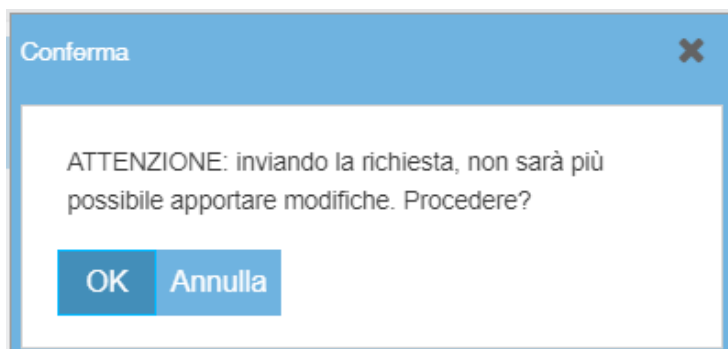 Conferma
ATTENZIONE: inviando la richiesta, non sarà più
possibile apportare modifiche. Procedere?
OK Annulla